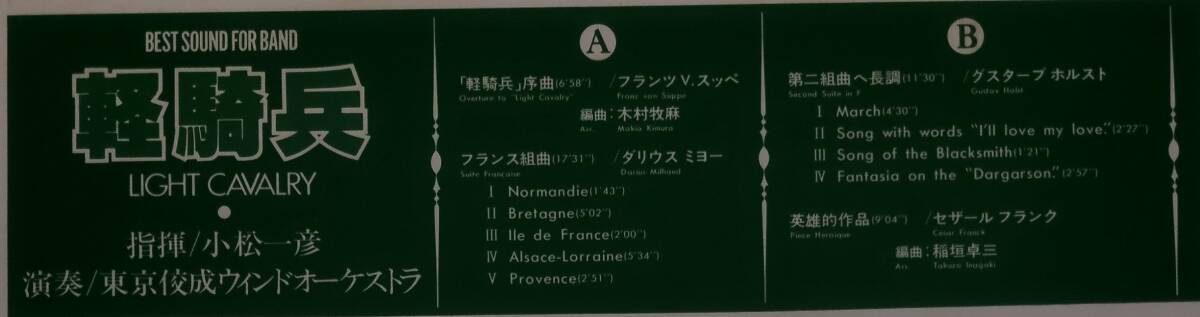 BEST SOUND FOR BAND
軽騎兵
LIGHT CAVALRY
指揮/小松一彦
演奏/東京佼成ウィンドオーケストラ
A
「軽騎兵」序曲(6'58'') /フランツ V.スッペ
Overture to "Light Cavalry" Franz von Suppe
編曲:木村牧麻
Arr. Makio Kimura
フランス組曲(17'31'') /ダリウス ミヨー
Suite Francaise Darius Milhaud
I Normandie(1'43'')
II Bretagne(5'02'')
III Ile de France(2'00'')
IV Alsace-Lorraine(5'34'')
V Provence(2'51'')
B
第二組曲ヘ長調(11'30'') /グスターブ ホルスト
Second Suite in F Gustav Holst
I March(4'30'')
II Song with words "I'll love my love."(2'27'')
III Song of the Blacksmith(1'21'')
IV Fantasia on the "Dargarson."(2'57'')
英雄的作品(9'04'') /セザール フランク
Piece Heroique Cesar Franck
編曲:稲垣卓三
Arr. Takuzo Inagaki